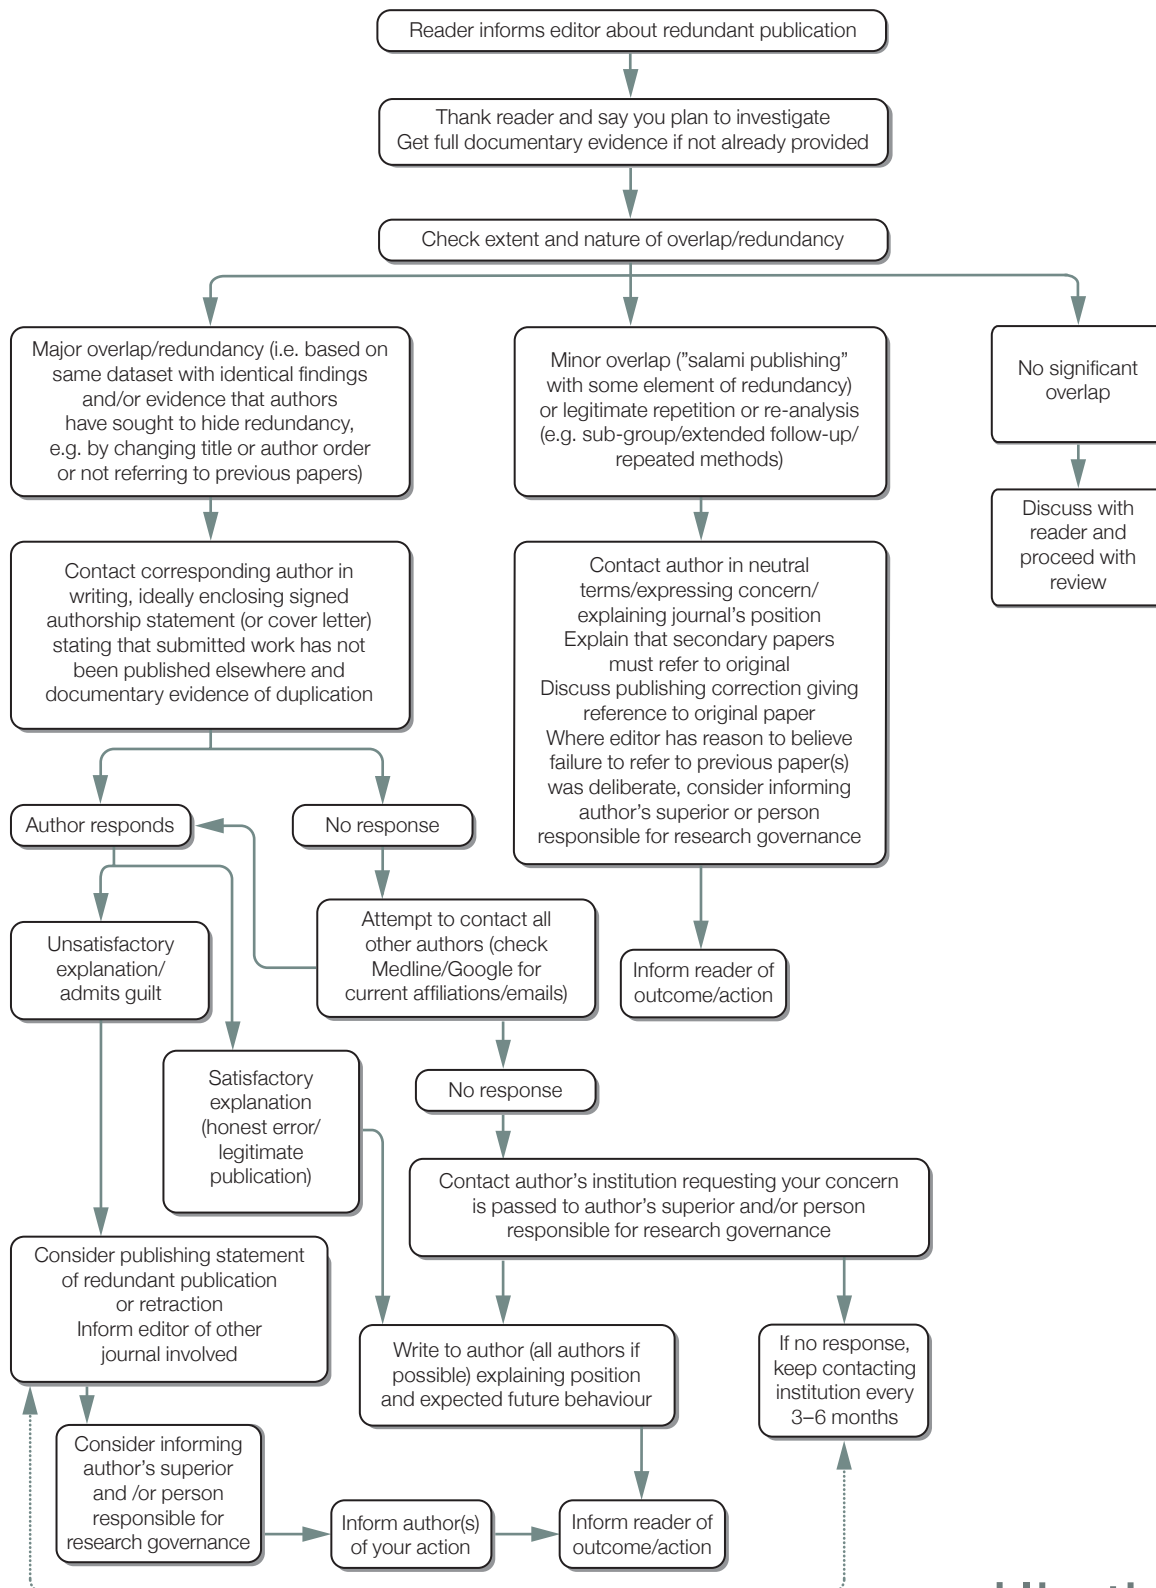 Reader informs editor about redundant publication
Thank reader and say you plan to investigate
Get full documentary evidence if not already provided
Check extent and nature of overlap/redundancy
Major overlap/redundancy (i.e. based on
same dataset with identical findings
and/or evidence that authors
have sought to hide redundancy,
e.g. by changing title or author order
or not referring to previous papers)
Minor overlap ("salami publishing"
with some element of redundancy)
or legitimate repetition or re-analysis
(e.g. sub-group/extended follow-up/
repeated methods)
No significant
overlap
Discuss with
reader and
proceed with
review
Contact corresponding author in
writing, ideally enclosing signed
authorship statement (or cover letter)
stating that submitted work has not
been published elsewhere and
documentary evidence of duplication
Contact author in neutral
terms/expressing concern/
explaining journal's position
Explain that secondary papers
must refer to original
Discuss publishing correction giving
reference to original paper
Where editor has reason to believe
failure to refer to previous paper(s)
was deliberate, consider informing
author's superior or person
responsible for research governance
Author responds
No response
Unsatisfactory
explanation/
admits guilt
Attempt to contact all
other authors (check
Medline/Google for
current affiliations/emails)
Inform reader of
outcome/action
Satisfactory
explanation
(honest error/
legitimate
publication)
No response
Contact author's institution requesting your concern
is passed to author's superior and/or person
responsible for research governance
Consider publishing statement
of redundant publication
or retraction
Inform editor of other
journal involved
Write to author (all authors if
possible) explaining position
and expected future behaviour
If no response,
keep contacting
institution every
3–6 months
Consider informing
author's superior
and /or person
responsible for
research governance
Inform author(s)
of your action
Inform reader of
outcome/action